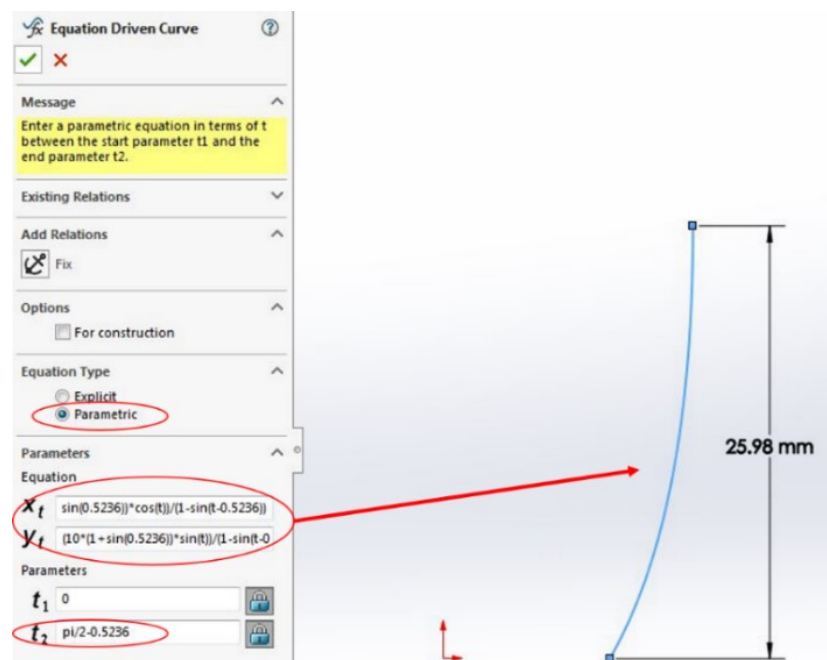 Equation Driven Curve
Message
Enter a parametric equation in terms of t
between the start parameter t1 and the
end parameter t2.
Existing Relations
Add Relations
Fix
Options
For construction
Equation Type
Explicit
Parametric
Parameters
Equation
x t sin(0.5236))*cos(t))/(1-sin(t-0.5236))
y t (10*(1+sin(0.5236))*sin(t))/(1-sin(t-0
Parameters
t1 0
t2 pi/2-0.5236
25.98 mm